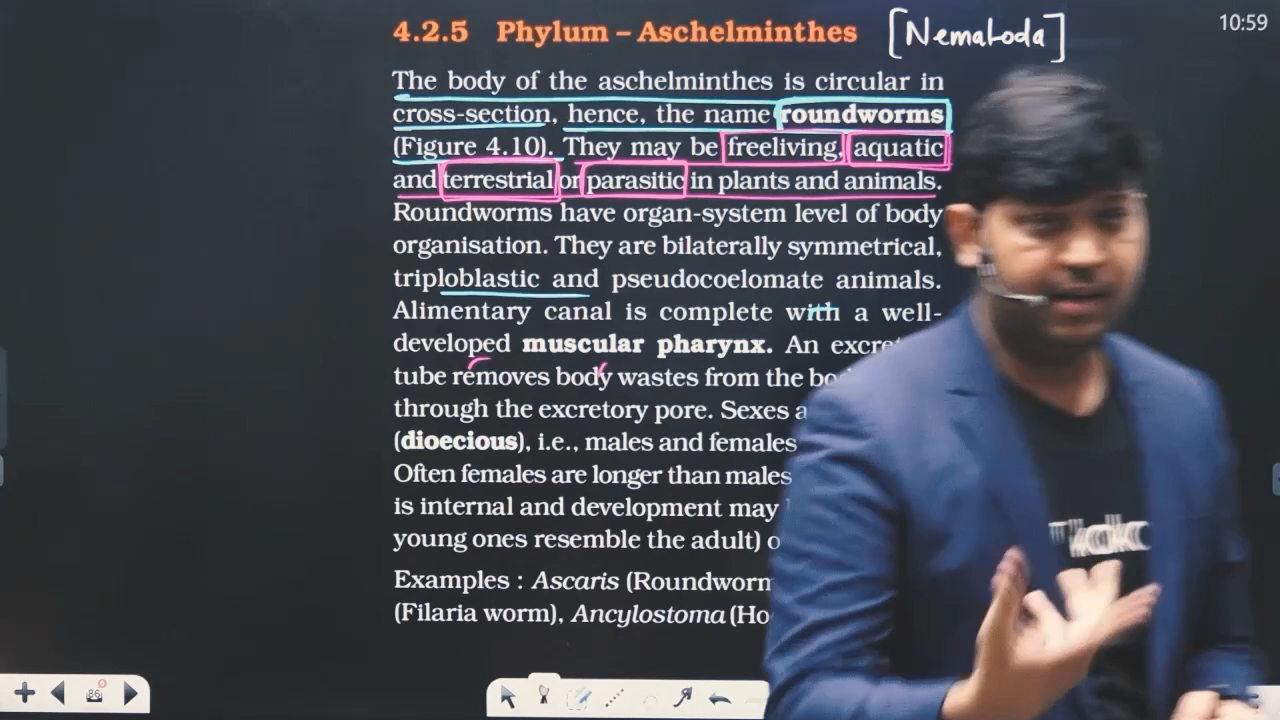 4.2.5 Phylum – Aschelminthes [Nematoda]
10:59
The body of the aschelminthes is circular in
cross-section, hence, the name roundworms
(Figure 4.10). They may be freeliving, aquatic
and terrestrial or parasitic in plants and animals.
Roundworms have organ-system level of body
organisation. They are bilaterally symmetrical,
triploblastic and pseudocoelomate animals.
Alimentary canal is complete with a well-
developed muscular pharynx. An
tube removes body wastes from the
through the excretory pore. Sexes
(dioecious), i.e., males and females
Often females are longer than males
is internal and development may
young ones resemble the adult)
Examples : Ascaris (Roundworm
(Filaria worm), Ancylostoma
86